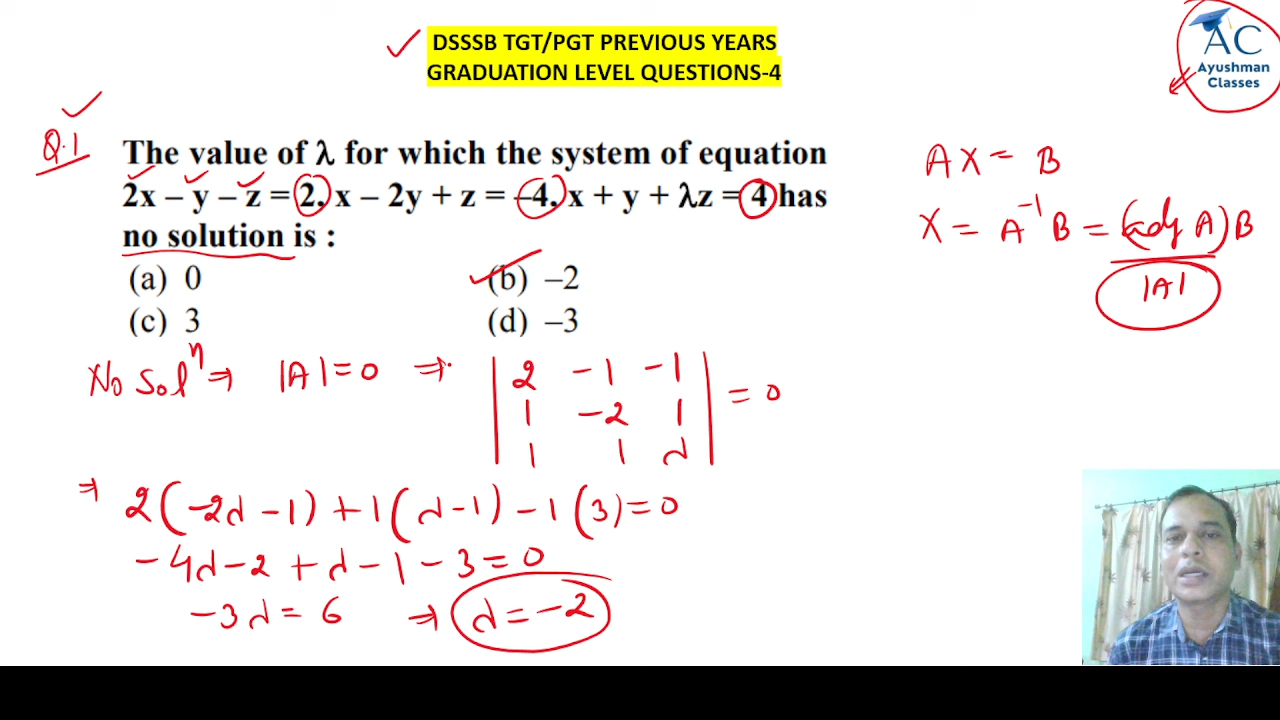 DSSSB TGT/PGT PREVIOUS YEARS
GRADUATION LEVEL QUESTIONS-4
AC
Ayushman
Classes
Q.1
The value of λ for which the system of equation
2x – y – z = 2, x – 2y + z = –4, x + y + λz = 4 has
no solution is :
(a) 0 (b) –2
(c) 3 (d) –3
AX = B
X = A⁻¹B = (adj A)B
|A|
No Solⁿ ⇒ |A| = 0 ⇒
2 -1 -1
1 -2 1 = 0
1 1 λ
⇒ 2(-2λ-1) + 1(λ-1) - 1(3) = 0
-4λ-2 + λ-1-3 = 0
-3λ = 6 ⇒ λ = -2